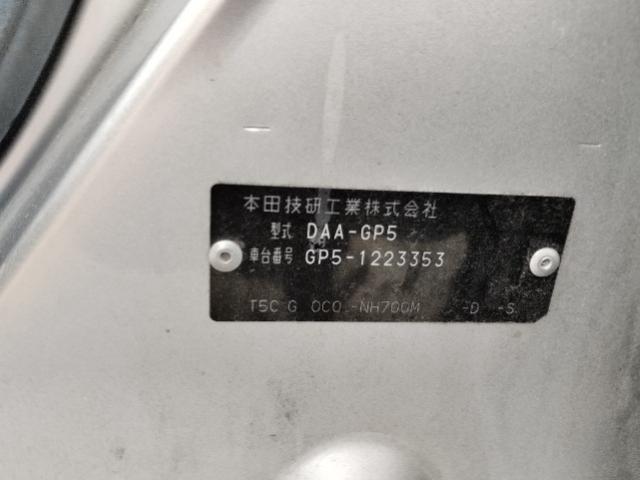 本田技研工業株式会社
型式 DAA-GP5
車台番号 GP5-1223353
T5C G 0C0 -NH700M -D -S